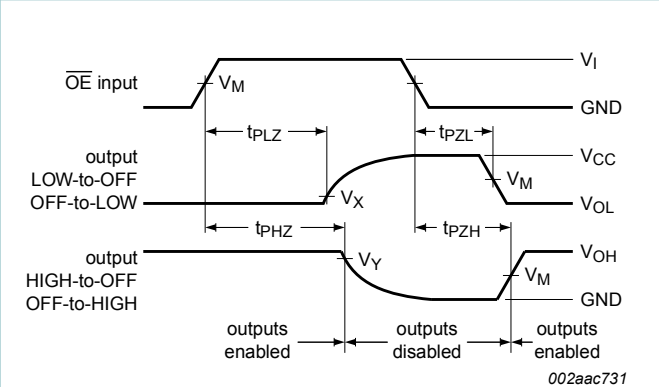 V_I
OE input
V_M
GND
t_PLZ
t_PZL
output
LOW-to-OFF
OFF-to-LOW
V_CC
V_M
V_X
V_OL
t_PHZ
t_PZH
output
HIGH-to-OFF
OFF-to-HIGH
V_Y
V_OH
V_M
GND
outputs
enabled
outputs
disabled
outputs
enabled
002aac731